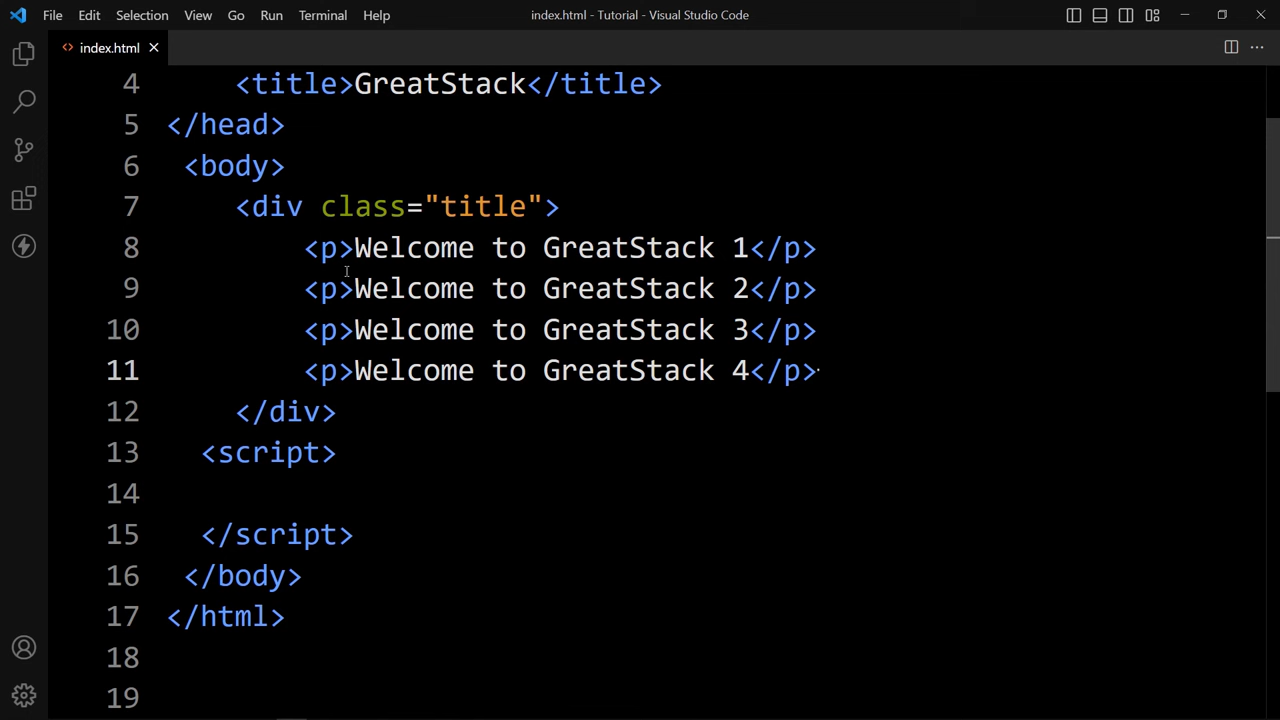 File Edit Selection View Go Run Terminal Help index.html - Tutorial - Visual Studio Code
<> index.html
4 <title>GreatStack</title>
5 </head>
6 <body>
7 <div class="title">
8 <p>Welcome to GreatStack 1</p>
9 <p>Welcome to GreatStack 2</p>
10 <p>Welcome to GreatStack 3</p>
11 <p>Welcome to GreatStack 4</p>
12 </div>
13 <script>
14
15 </script>
16 </body>
17 </html>
18
19